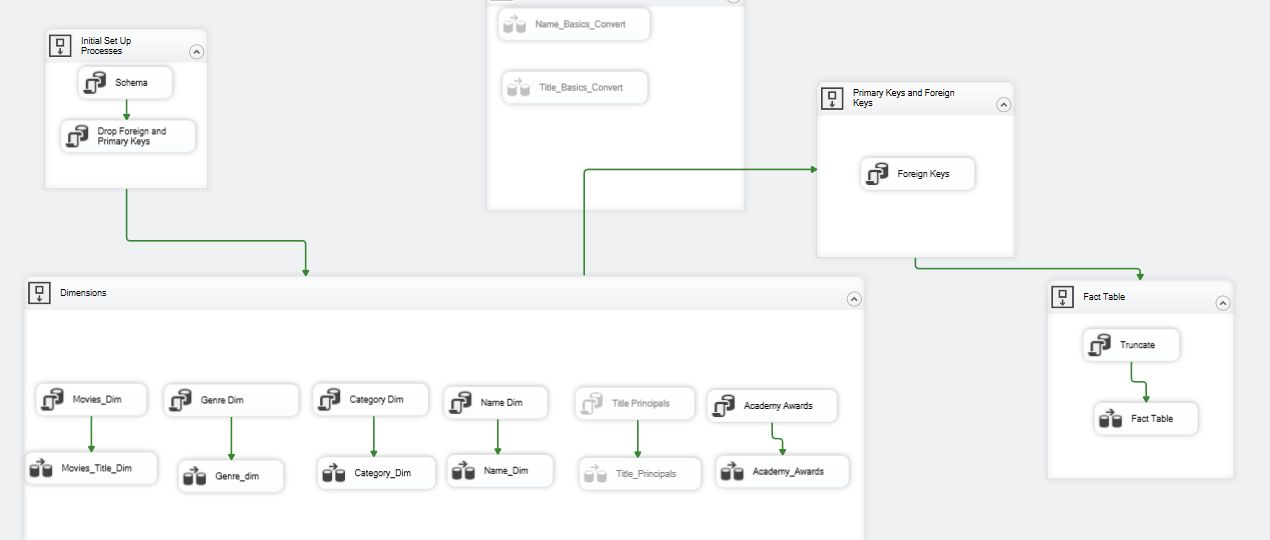 Initial Set Up
Processes
Schema
Drop Foreign and
Primary Keys
Name_Basics_Convert
Title_Basics_Convert
Primary Keys and Foreign
Keys
Foreign Keys
Dimensions
Movies_Dim
Genre Dim
Category Dim
Name Dim
Title Principals
Academy Awards
Movies_Title_Dim
Genre_dim
Category_Dim
Name_Dim
Title_Principals
Academy_Awards
Fact Table
Truncate
Fact Table